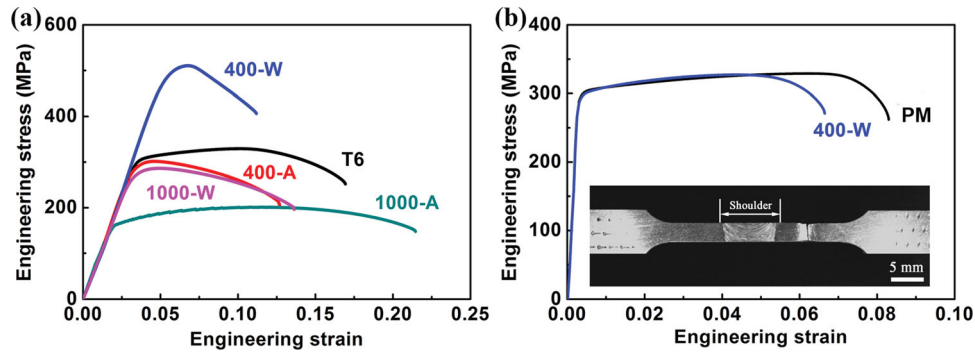 (a)
Engineering stress (MPa)
600
400
200
0
400-W
T6
400-A
1000-W
1000-A
0.00 0.05 0.10 0.15 0.20 0.25
Engineering strain
(b)
Engineering stress (MPa)
400
300
200
100
0
400-W
PM
Shoulder
5 mm
0.00 0.02 0.04 0.06 0.08 0.10
Engineering strain